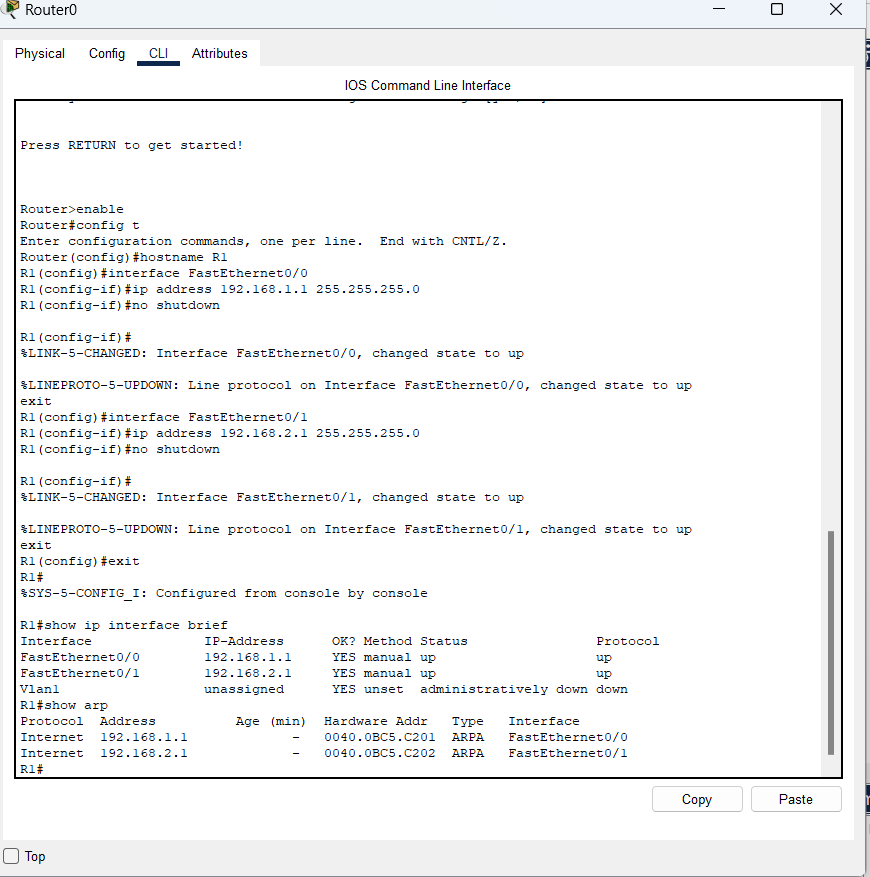 Router0
Physical Config CLI Attributes
IOS Command Line Interface
Press RETURN to get started!
Router>enable
Router#config t
Enter configuration commands, one per line.  End with CNTL/Z.
Router(config)#hostname R1
R1(config)#interface FastEthernet0/0
R1(config-if)#ip address 192.168.1.1 255.255.255.0
R1(config-if)#no shutdown
R1(config-if)#
%LINK-5-CHANGED: Interface FastEthernet0/0, changed state to up
%LINEPROTO-5-UPDOWN: Line protocol on Interface FastEthernet0/0, changed state to up
exit
R1(config)#interface FastEthernet0/1
R1(config-if)#ip address 192.168.2.1 255.255.255.0
R1(config-if)#no shutdown
R1(config-if)#
%LINK-5-CHANGED: Interface FastEthernet0/1, changed state to up
%LINEPROTO-5-UPDOWN: Line protocol on Interface FastEthernet0/1, changed state to up
exit
R1(config)#exit
R1#
%SYS-5-CONFIG_I: Configured from console by console
R1#show ip interface brief
Interface              IP-Address      OK? Method Status                Protocol
FastEthernet0/0        192.168.1.1     YES manual up                    up
FastEthernet0/1        192.168.2.1     YES manual up                    up
Vlan1                  unassigned      YES unset  administratively down down
R1#show arp
Protocol  Address          Age (min)  Hardware Addr   Type   Interface
Internet  192.168.1.1             -   0040.0BC5.C201  ARPA   FastEthernet0/0
Internet  192.168.2.1             -   0040.0BC5.C202  ARPA   FastEthernet0/1
R1#
Copy Paste
Top